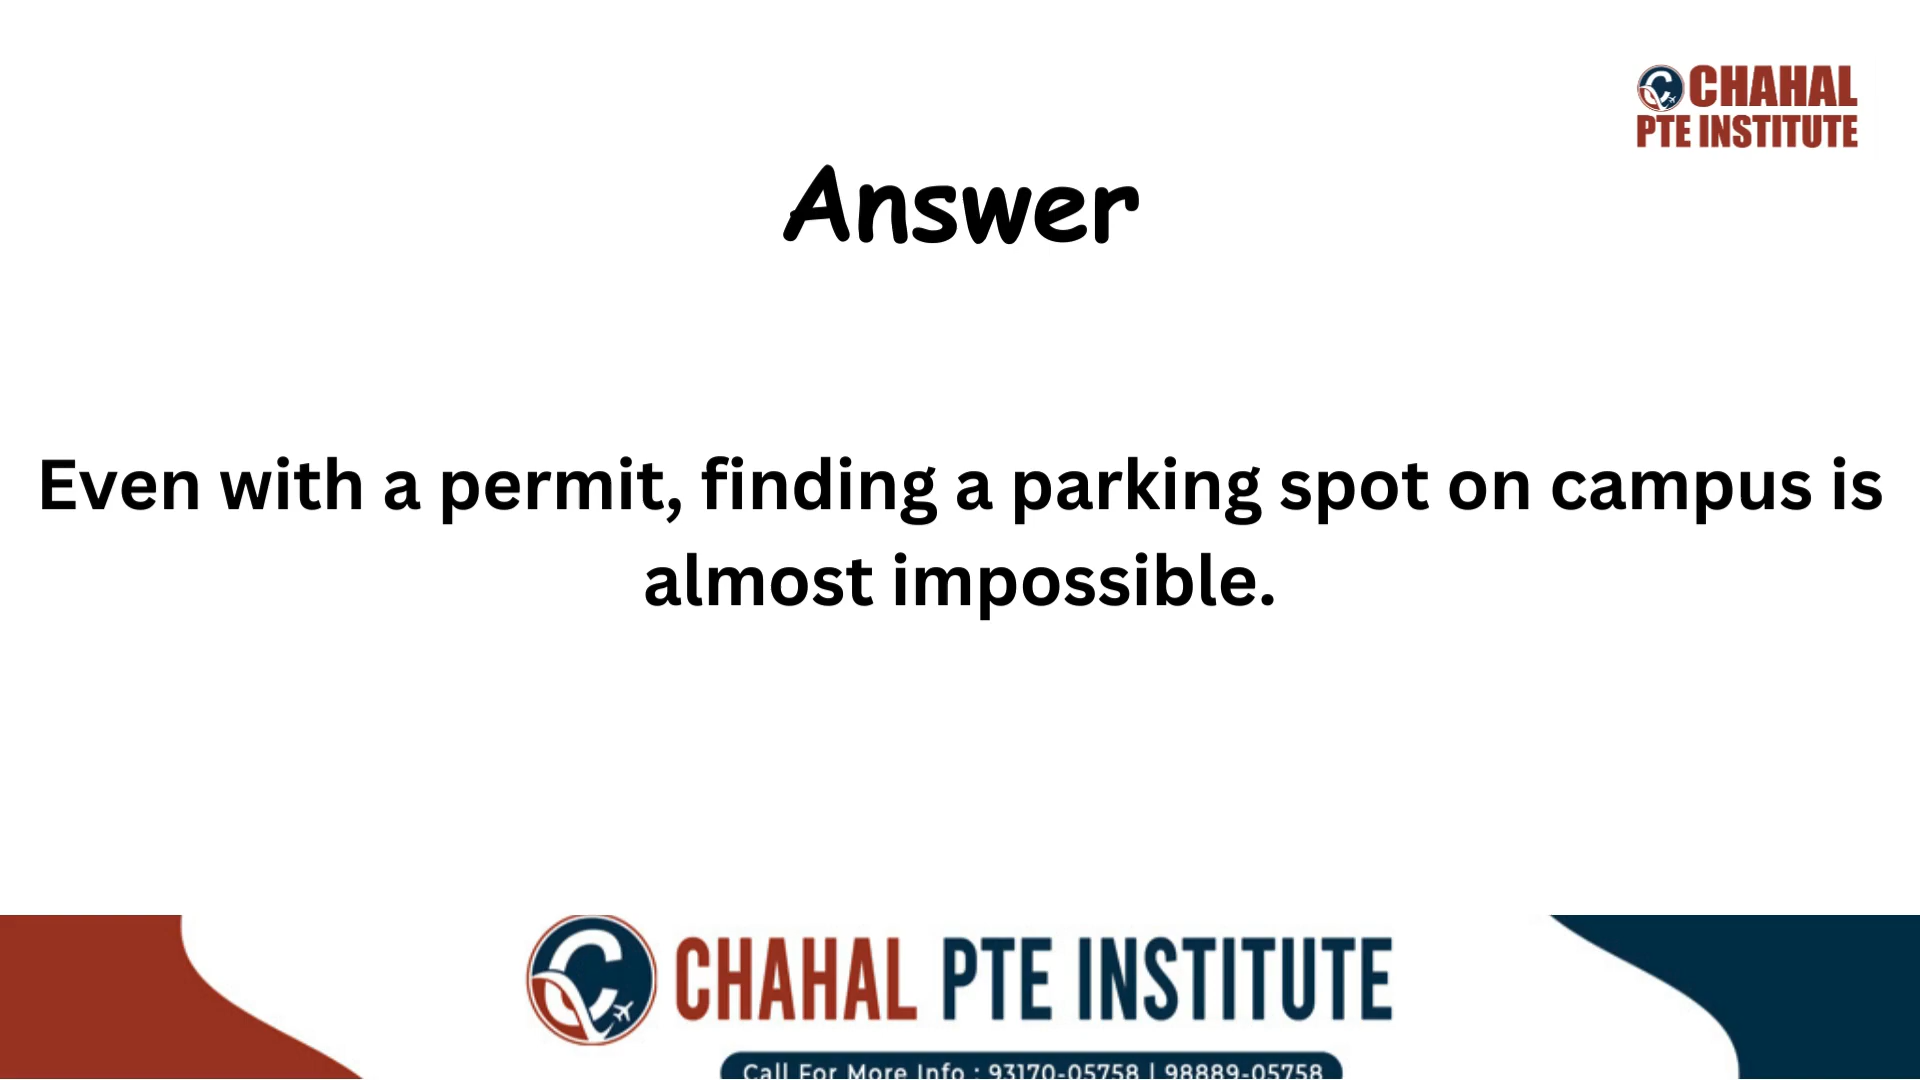 CHAHAL
PTE INSTITUTE
Answer
Even with a permit, finding a parking spot on campus is
almost impossible.
CHAHAL PTE INSTITUTE
Call For More Info : 93170-05758 | 98889-05758